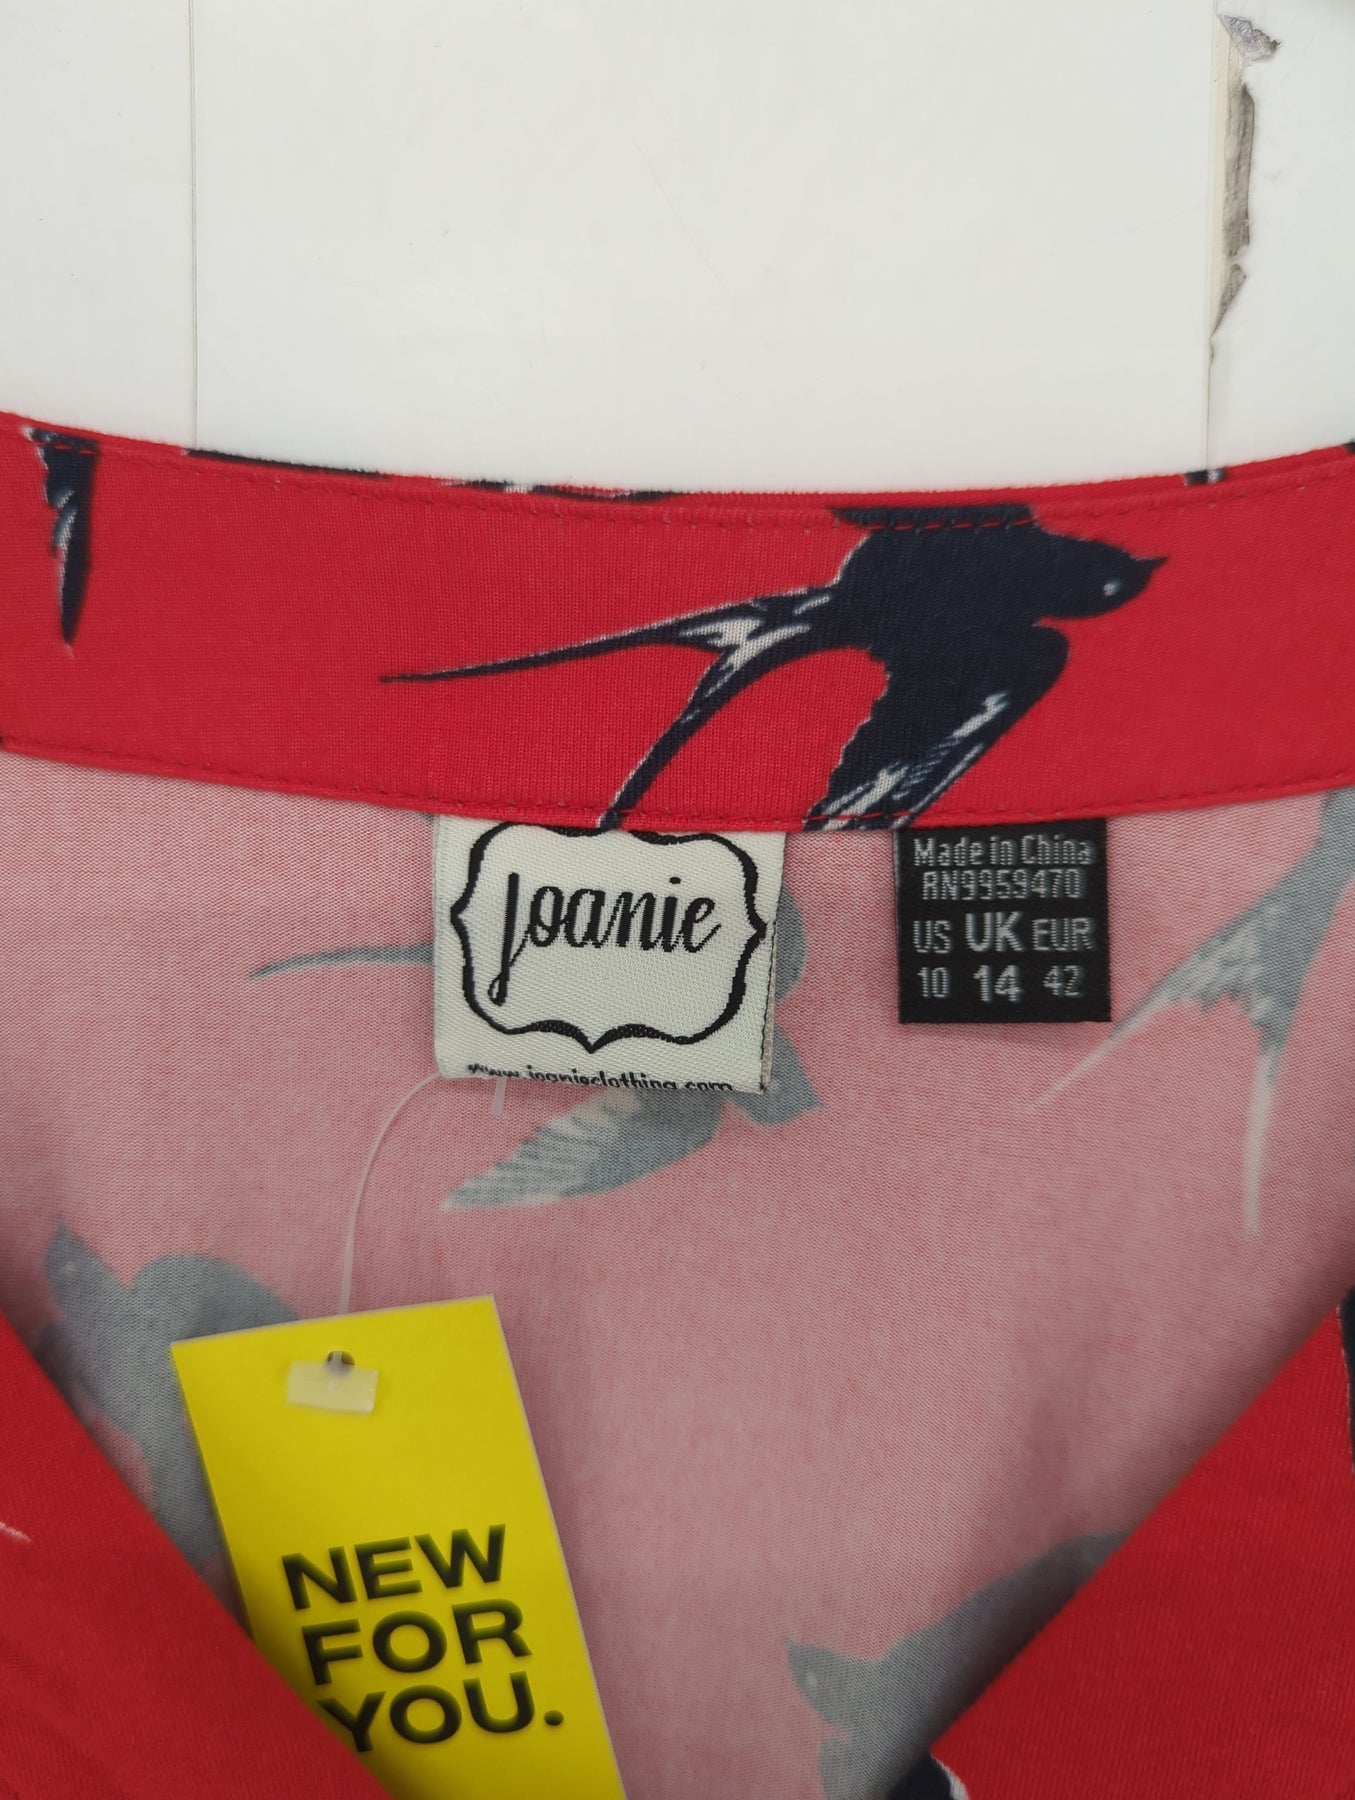 Joanie
www.joanieclothing.com
Made in China
RN9959470
US UK EUR
10 14 42
NEW
FOR
YOU.